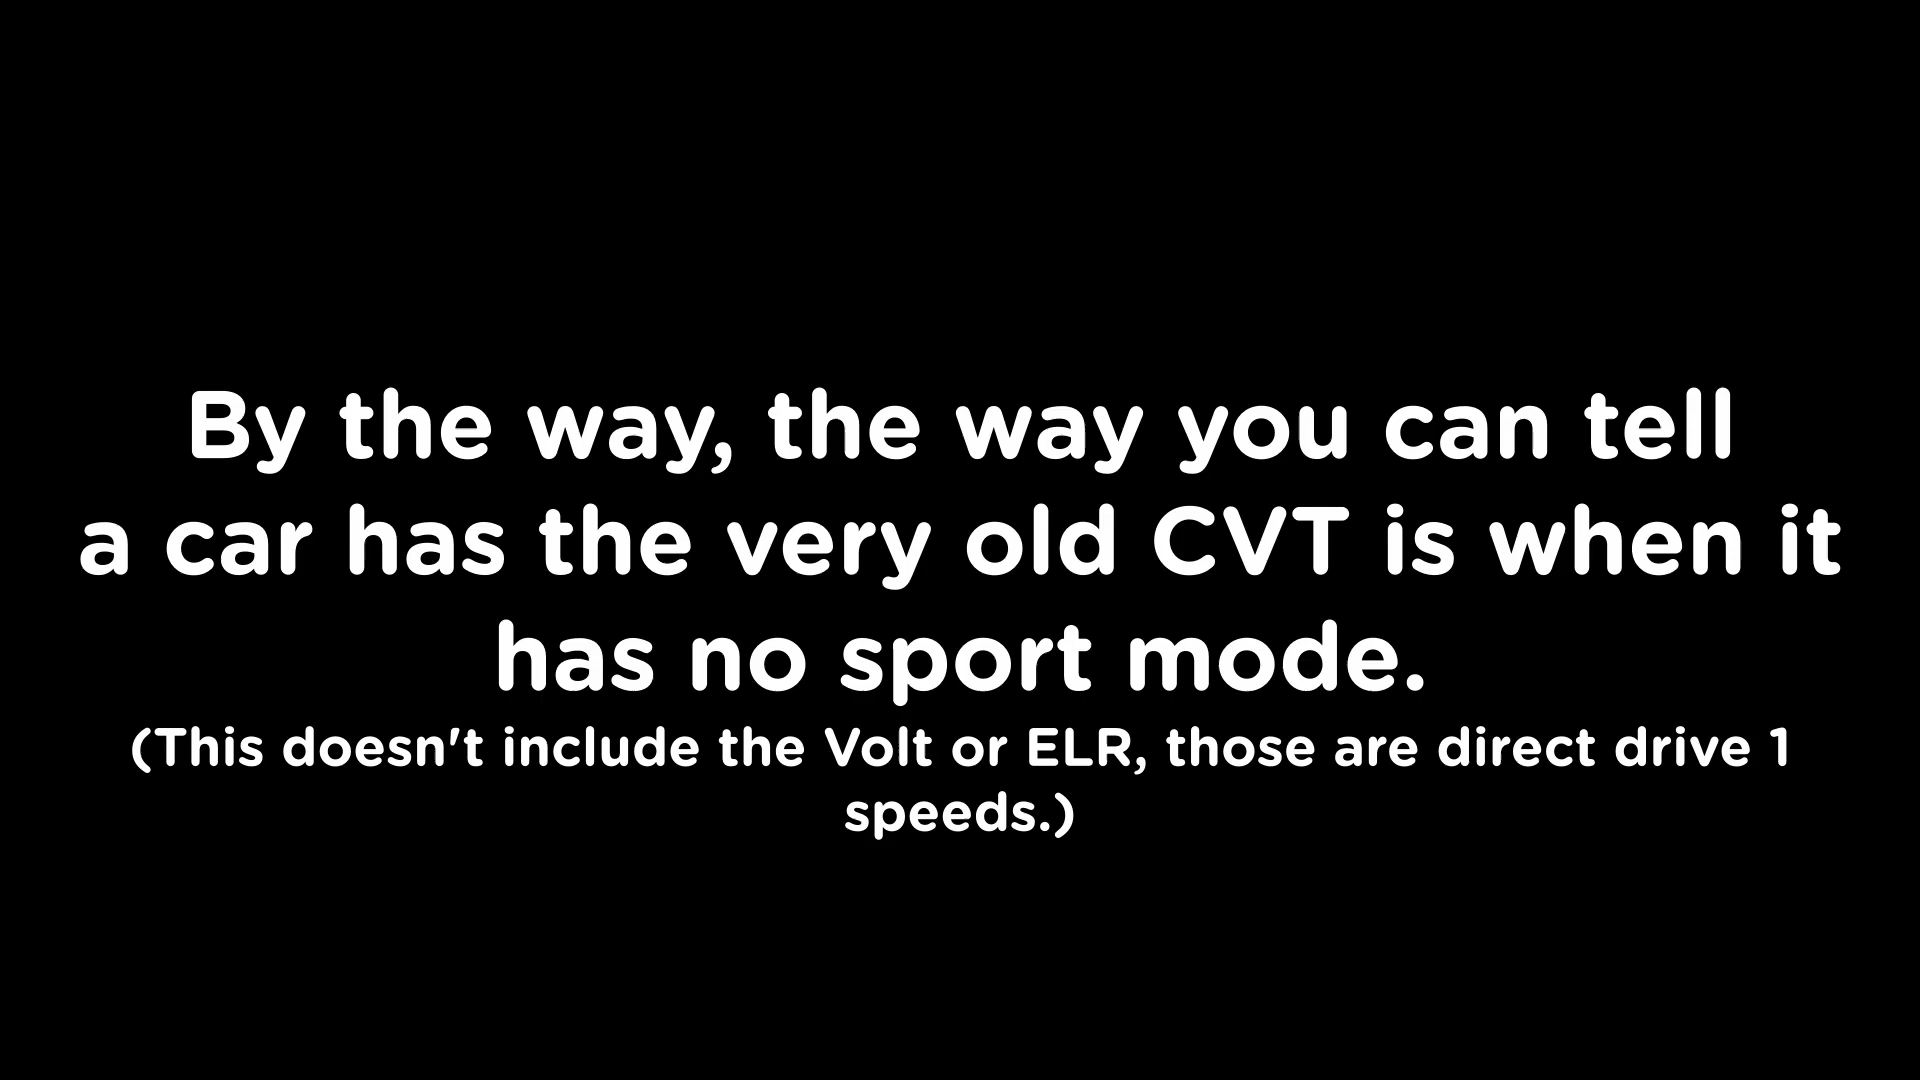 By the way, the way you can tell
a car has the very old CVT is when it
has no sport mode.
(This doesn't include the Volt or ELR, those are direct drive 1
speeds.)